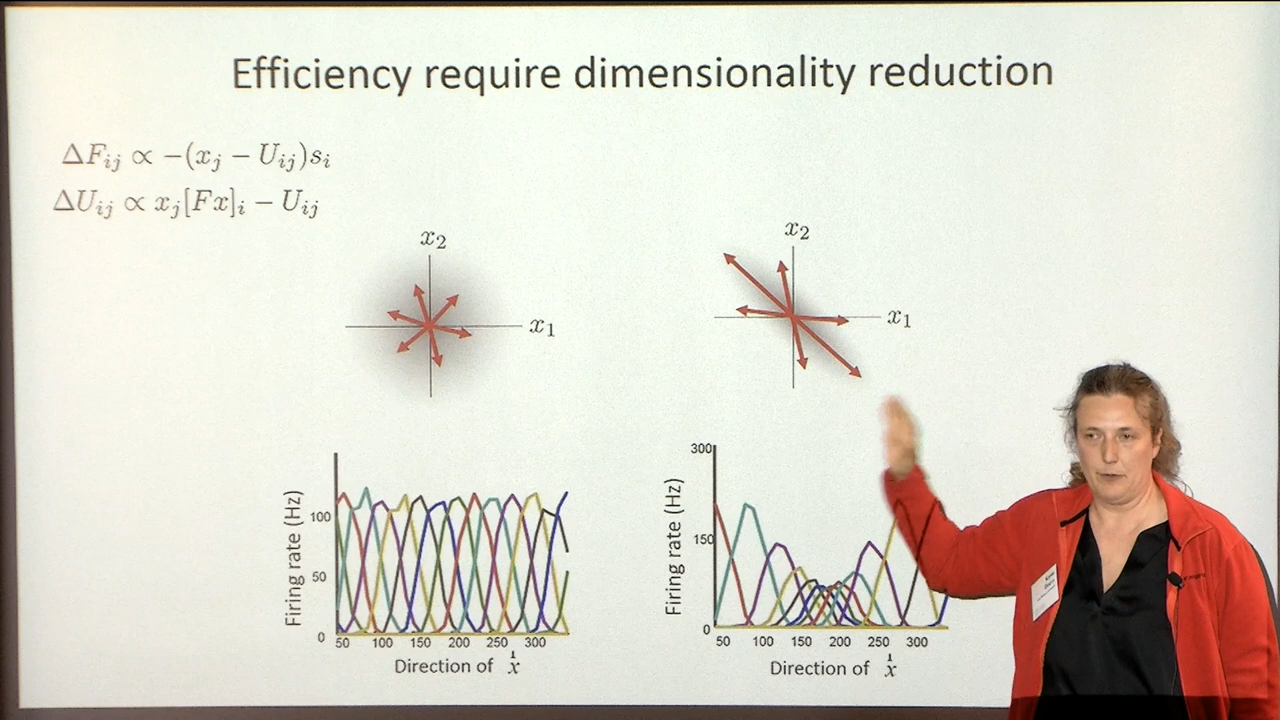 Efficiency require dimensionality reduction
ΔF_ij ∝ −(x_j − U_ij)s_i
ΔU_ij ∝ x_j[Fx]_i − U_ij
x_2
x_1
x_2
x_1
Firing rate (Hz)
100
50
0
50 100 150 200 250 300
Direction of x
Firing rate (Hz)
300
150
0
50 100 150 200 250 300
Direction of x